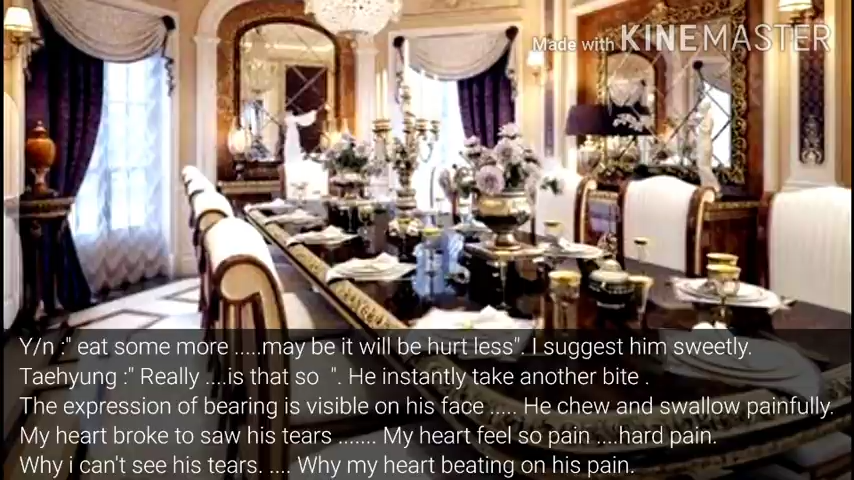 Made with KINEMASTER
Y/n :" eat some more .....may be it will be hurt less". I suggest him sweetly.
Taehyung :" Really ....is that so  ". He instantly take another bite .
The expression of bearing is visible on his face ..... He chew and swallow painfully.
My heart broke to saw his tears ....... My heart feel so pain ....hard pain.
Why i can't see his tears. .... Why my heart beating on his pain.